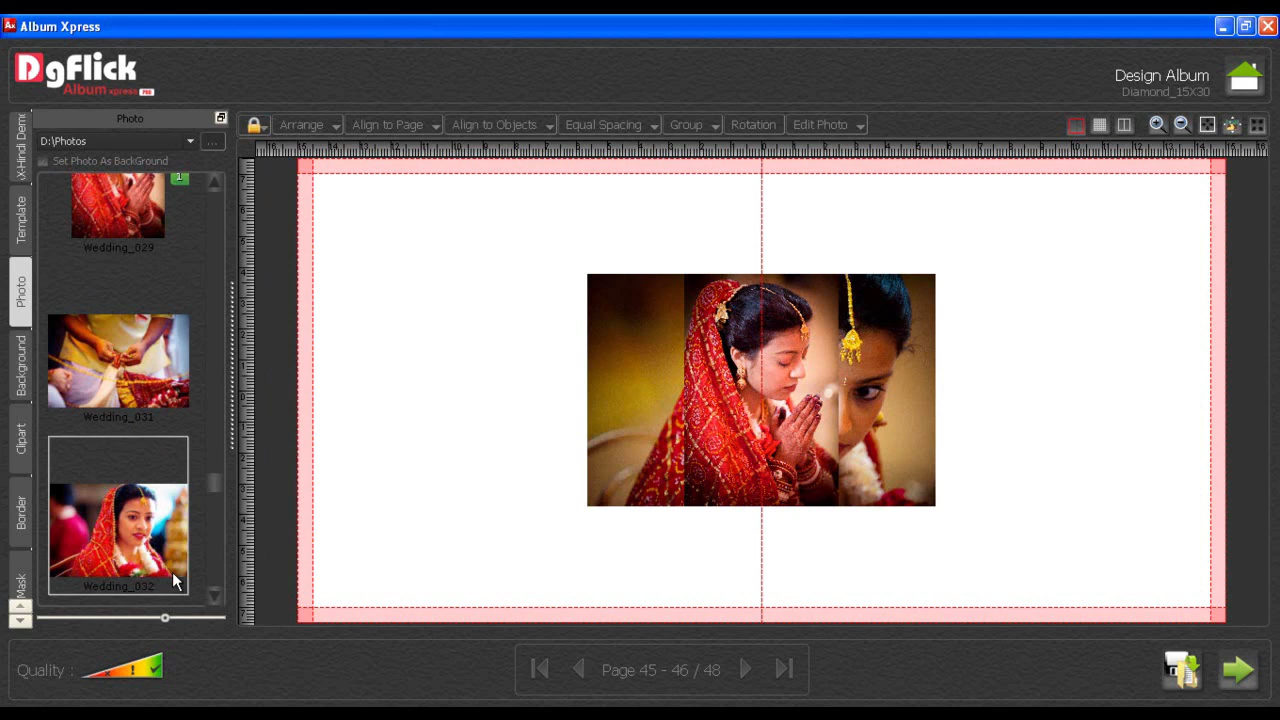 Album Xpress
DgFlick
Album xpress PRO
Design Album
Diamond_15X30
Photo
D:\Photos
...
Set Photo As BackGround
Template
Photo
Background
Clipart
Border
Mask
1
Wedding_029
Wedding_031
Wedding_032
Arrange
Align to Page
Align to Objects
Equal Spacing
Group
Rotation
Edit Photo
Quality :
Page 45 - 46 / 48